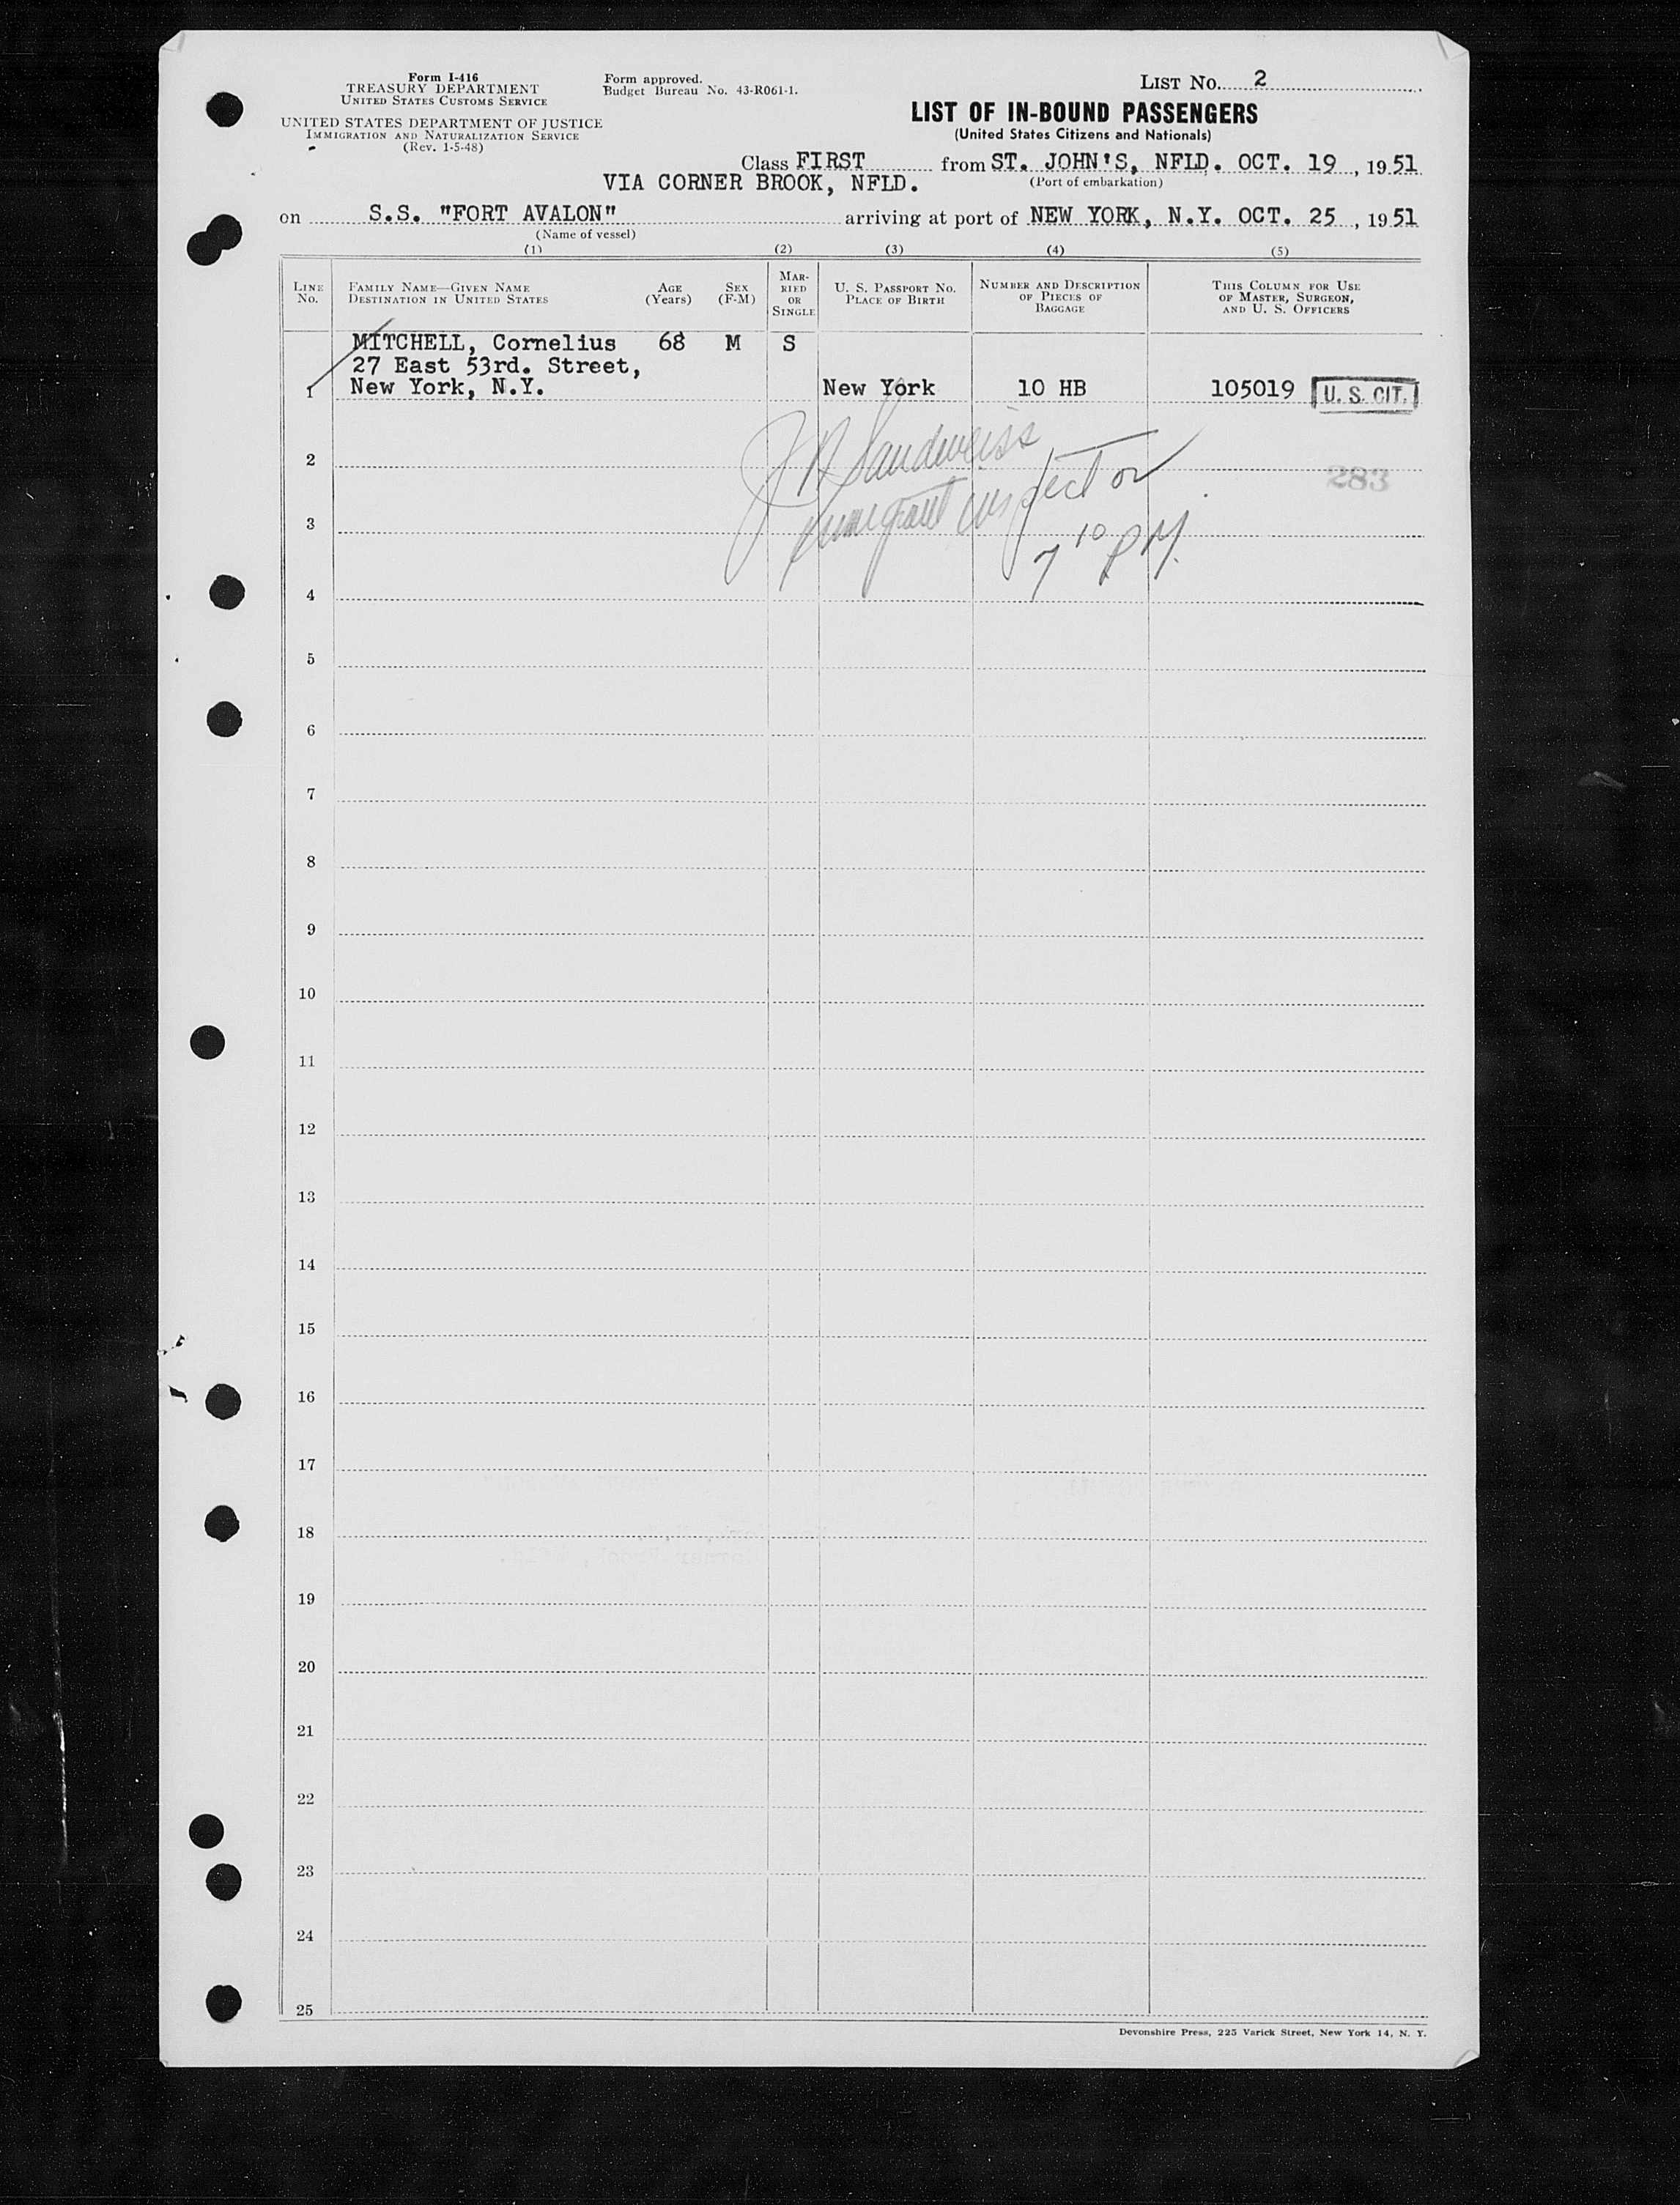 Form I-416
TREASURY DEPARTMENT
UNITED STATES CUSTOMS SERVICE
UNITED STATES DEPARTMENT OF JUSTICE
IMMIGRATION AND NATURALIZATION SERVICE
(Rev. 1-5-48)
Form approved.
Budget Bureau No. 43-R061-1.
LIST No. 2
LIST OF IN-BOUND PASSENGERS
(United States Citizens and Nationals)
Class FIRST from ST. JOHN'S, NFLD. OCT. 19, 1951
VIA CORNER BROOK, NFLD. (Port of embarkation)
on S.S. "FORT AVALON" arriving at port of NEW YORK, N.Y. OCT. 25, 1951
(Name of vessel)
(1) (2) (3) (4) (5)
LINE No.
FAMILY NAME—GIVEN NAME
DESTINATION IN UNITED STATES
AGE (Years)
SEX (F-M)
MARRIED OR SINGLE
U. S. PASSPORT NO.
PLACE OF BIRTH
NUMBER AND DESCRIPTION OF PIECES OF BAGGAGE
THIS COLUMN FOR USE OF MASTER, SURGEON, AND U. S. OFFICERS
MITCHELL, Cornelius 68 M S
27 East 53rd. Street,
1 New York, N.Y. New York 10 HB 105019 U. S. CIT.
J N Sandweiss
2 283
Immigrant Inspector
3
7 10 PM.
4
5
6
7
8
9
10
11
12
13
14
15
16
17
18
19
20
21
22
23
24
25
Devonshire Press, 225 Varick Street, New York 14, N. Y.